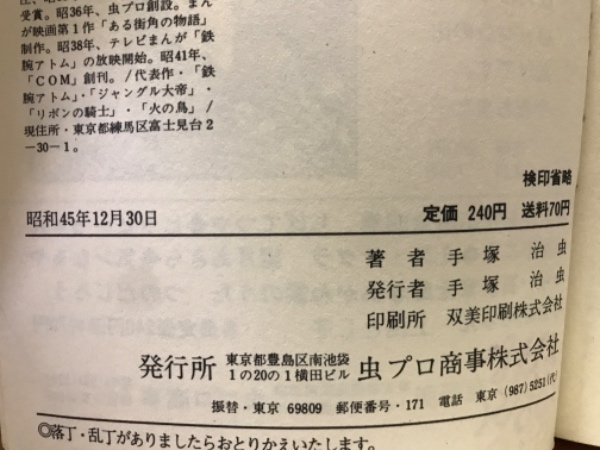 受賞。昭36年、虫プロ創設。まん
が映画第1作「ある街角の物語」
制作。昭38年、テレビまんが「鉄
腕アトム」の放映開始。昭41年、
「COM」創刊。/代表作・「鉄
腕アトム」・「ジャングル大帝」・
「リボンの騎士」・「火の鳥」/
現住所・東京都練馬区富士見台2
−30−1。
検印省略
昭和45年12月30日
定価 240円 送料70円
著者 手塚 治虫
発行者 手塚 治虫
印刷所 双美印刷株式会社
発行所 東京都豊島区南池袋
1の20の1横田ビル 虫プロ商事株式会社
振替・東京 69809 郵便番号・171 電話 東京 (987) 5251(代)
◎落丁・乱丁がありましたらおとりかえいたします。